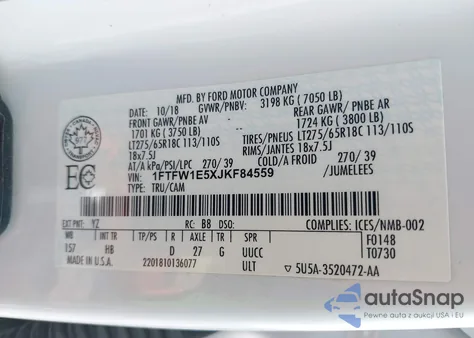 MFD. BY FORD MOTOR COMPANY
10/18 GVWR/PNBV: 3198 KG ( 7050 LB)
FRONT GAWR/PNBE AV REAR GAWR/ PNBE AR
1701 KG ( 3750 LB) 1724 KG ( 3800 LB)
LT275/65R18C 113/110S TIRES/PNEUS LT275/65R18C 113/110S
18x7.5J RIMS/JANTES 18x7.5J
AT/A kPa/PSI/LPC 270/ 39 COLD/A FROID 270/ 39
VIN: 1FTFW1E5XJKF84559 /JUMELEES
TYPE: TRU/CAM
EC
EXT PNT: YZ RC: B8 DSO: COMPLIES: ICES/NMB-002
WB INT TR TP/PS R AXLE TR SPR F0148
157 HB D 27 G UUCC T0730
MADE IN U.S.A. 2201810136077 ULT 5U5A-3520472-AA
autoSnap
Pewne auta z aukcji USA i EU